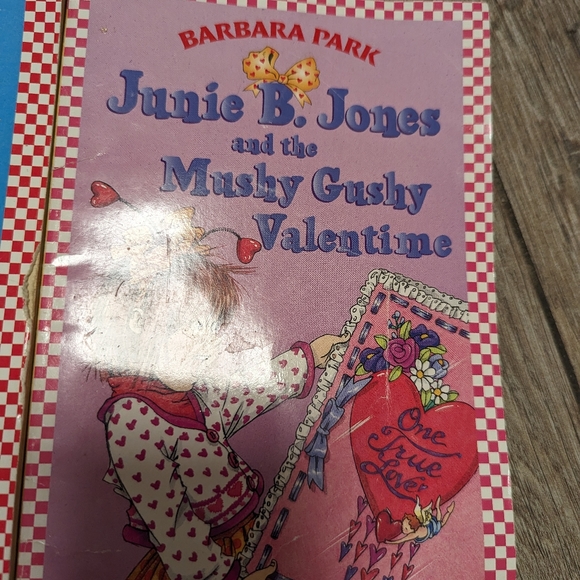 BARBARA PARK
Junie B. Jones
and the
Mushy Gushy
Valentime
One
True
Love